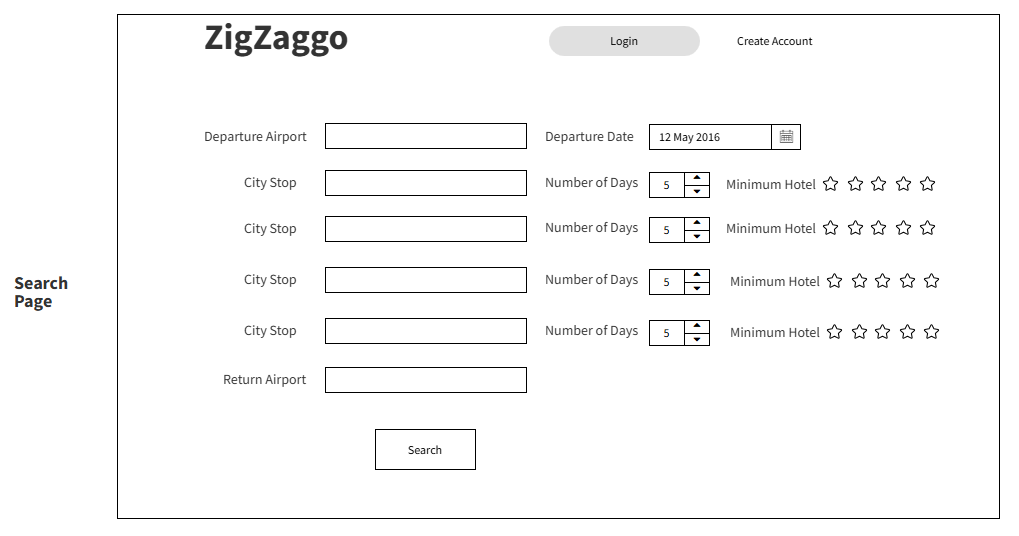 ZigZaggo
Login
Create Account
Departure Airport
Departure Date
12 May 2016
City Stop
Number of Days
5
Minimum Hotel
City Stop
Number of Days
5
Minimum Hotel
Search
Page
City Stop
Number of Days
5
Minimum Hotel
City Stop
Number of Days
5
Minimum Hotel
Return Airport
Search